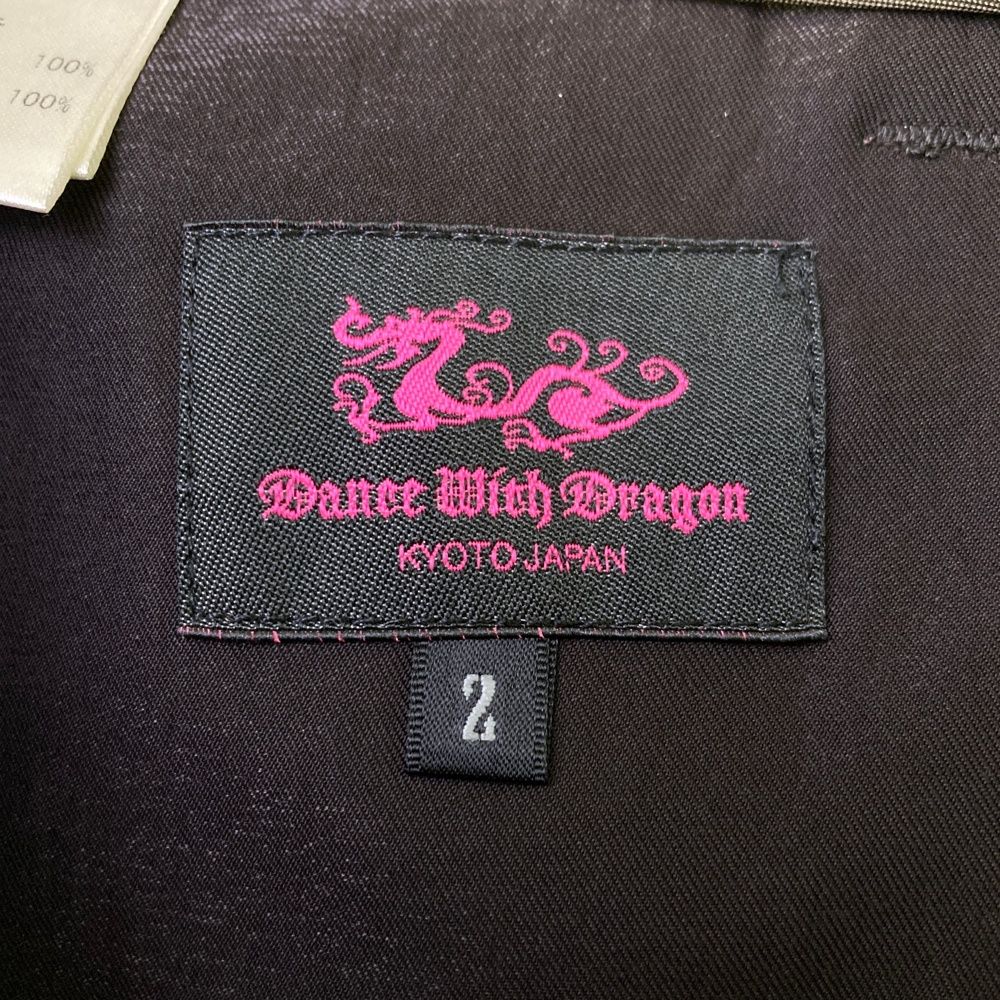 100%
100%
Dance With Dragon
KYOTO JAPAN
2